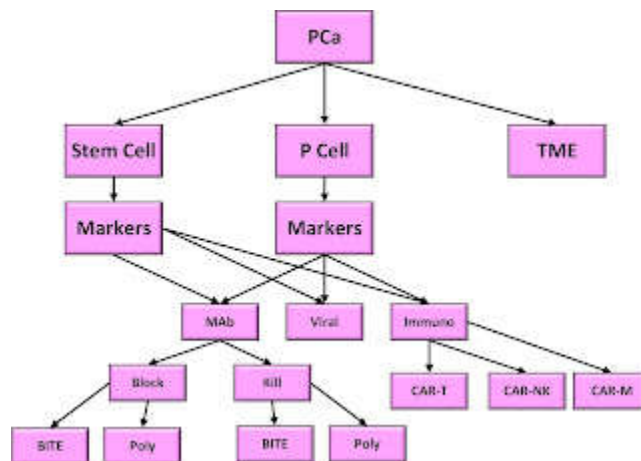 PCa
Stem Cell
P Cell
TME
Markers
Markers
MAb
Viral
Immuno
Block
Kill
CAR-T
CAR-NK
CAR-M
BITE
Poly
BITE
Poly